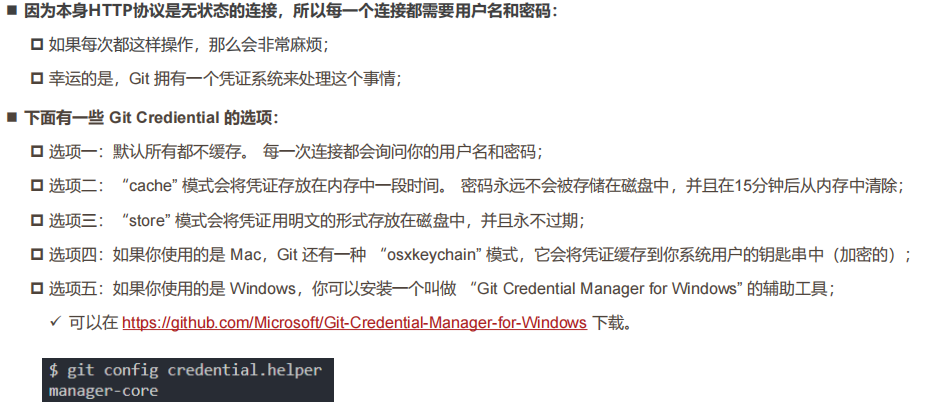 ■ 因为本身HTTP协议是无状态的连接，所以每一个连接都需要用户名和密码：
❑ 如果每次都这样操作，那么会非常麻烦；
❑ 幸运的是，Git 拥有一个凭证系统来处理这个事情；
■ 下面有一些 Git Crediential 的选项：
❑ 选项一：默认所有都不缓存。 每一次连接都会询问你的用户名和密码；
❑ 选项二：“cache” 模式会将凭证存放在内存中一段时间。 密码永远不会被存储在磁盘中，并且在15分钟后从内存中清除；
❑ 选项三：“store” 模式会将凭证用明文的形式存放在磁盘中，并且永不过期；
❑ 选项四：如果你使用的是 Mac，Git 还有一种 “osxkeychain” 模式，它会将凭证缓存到你系统用户的钥匙串中（加密的）；
❑ 选项五：如果你使用的是 Windows，你可以安装一个叫做 “Git Credential Manager for Windows” 的辅助工具；
✓ 可以在 https://github.com/Microsoft/Git-Credential-Manager-for-Windows 下载。
$ git config credential.helper
manager-core